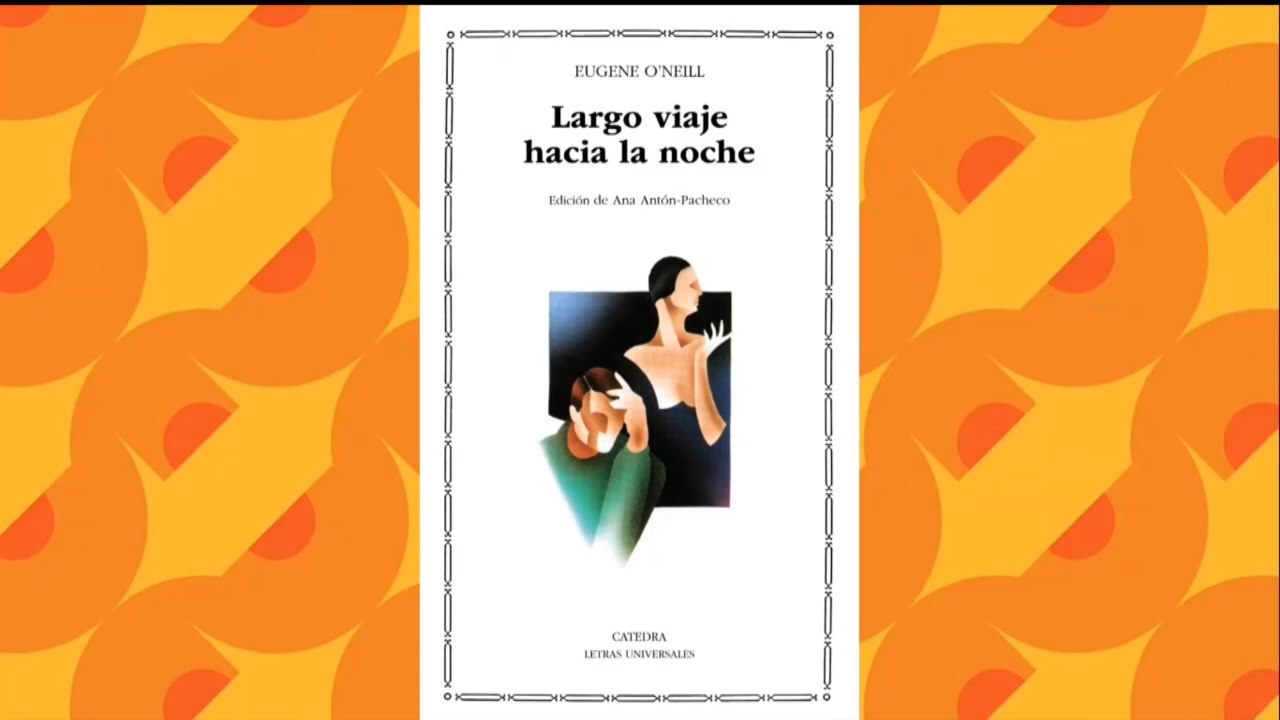 EUGENE O'NEILL
Largo viaje
hacia la noche
Edición de Ana Antón-Pacheco
CATEDRA
LETRAS UNIVERSALES